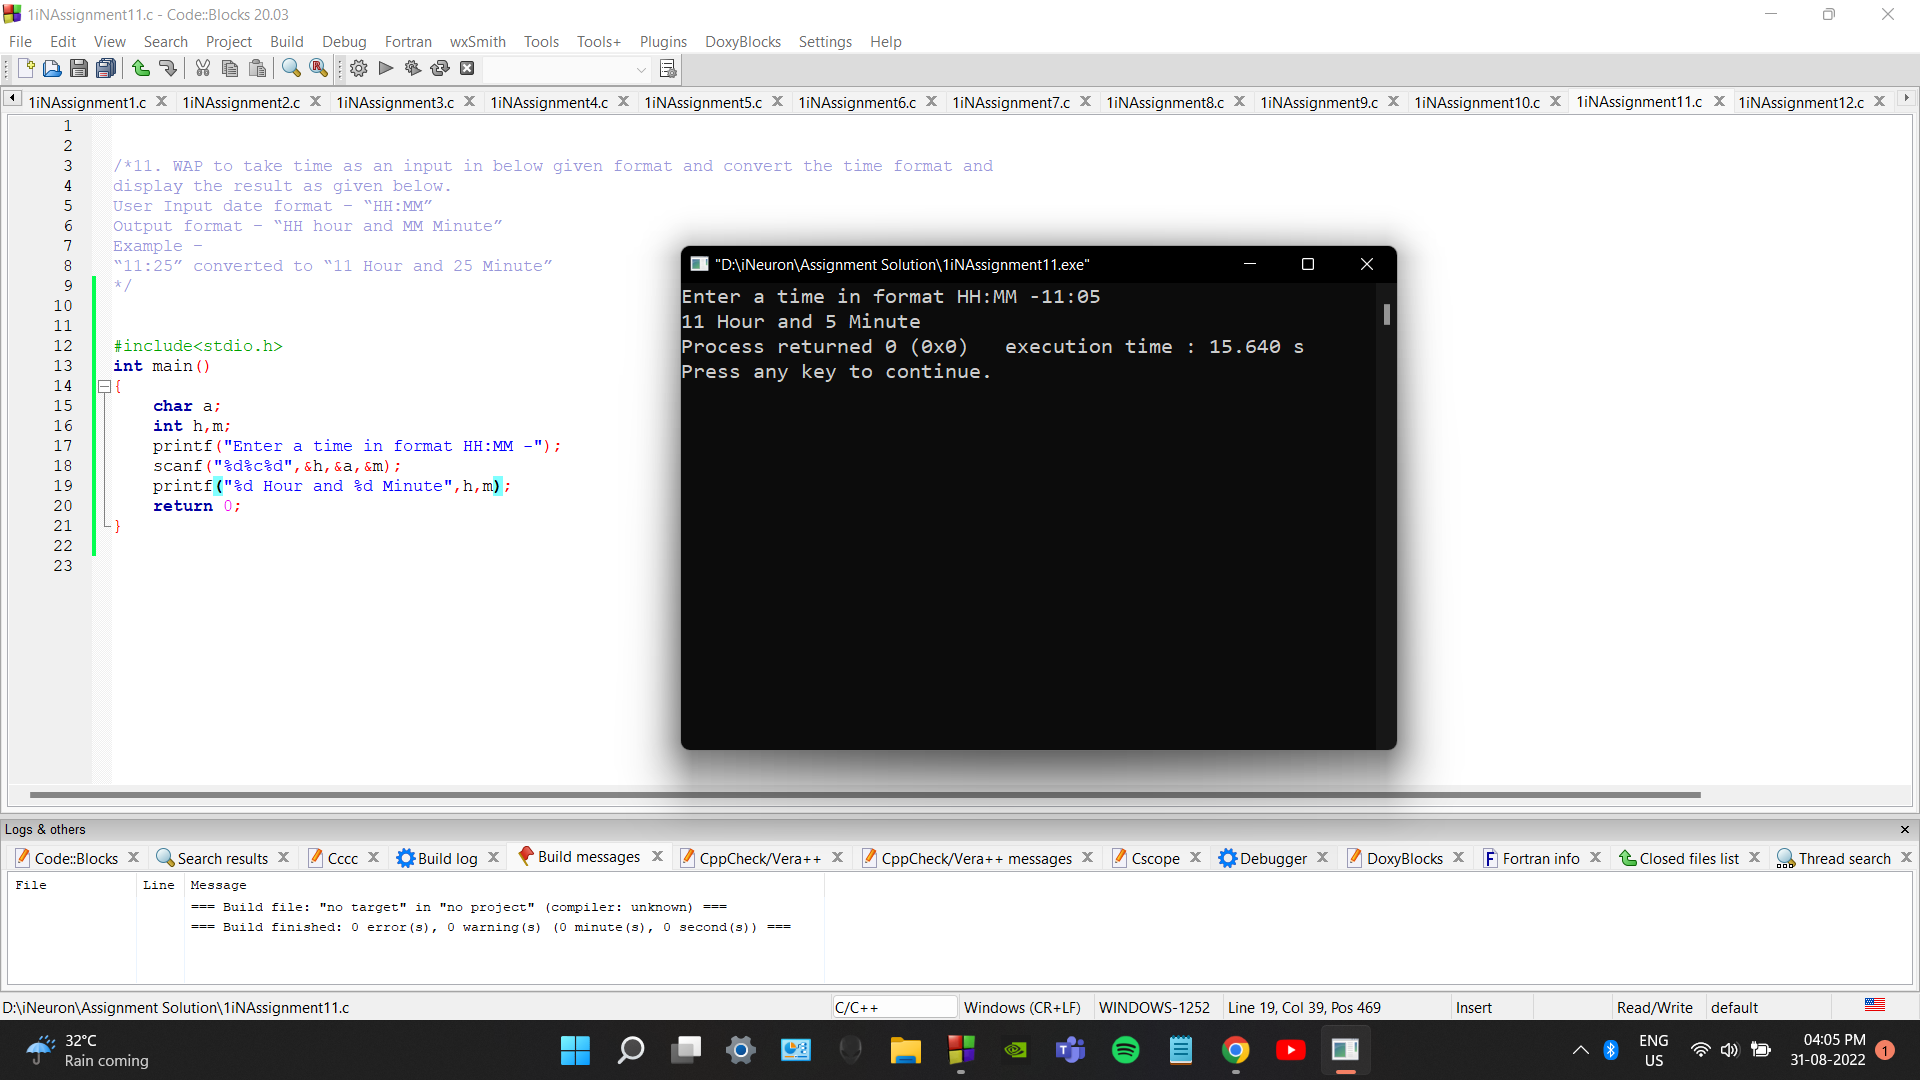 1iNAssignment11.c - Code::Blocks 20.03
File Edit View Search Project Build Debug Fortran wxSmith Tools Tools+ Plugins DoxyBlocks Settings Help
1iNAssignment1.c 1iNAssignment2.c 1iNAssignment3.c 1iNAssignment4.c 1iNAssignment5.c 1iNAssignment6.c 1iNAssignment7.c 1iNAssignment8.c 1iNAssignment9.c 1iNAssignment10.c 1iNAssignment11.c 1iNAssignment12.c
1
2
3 /*11. WAP to take time as an input in below given format and convert the time format and
4 display the result as given below.
5 User Input date format – “HH:MM”
6 Output format – “HH hour and MM Minute”
7 Example –
8 “11:25” converted to “11 Hour and 25 Minute”
9 */
10
11
12 #include<stdio.h>
13 int main()
14 {
15 char a;
16 int h,m;
17 printf("Enter a time in format HH:MM -");
18 scanf("%d%c%d",&h,&a,&m);
19 printf("%d Hour and %d Minute",h,m);
20 return 0;
21 }
22
23
"D:\iNeuron\Assignment Solution\1iNAssignment11.exe"
Enter a time in format HH:MM -11:05
11 Hour and 5 Minute
Process returned 0 (0x0)   execution time : 15.640 s
Press any key to continue.
Logs & others
Code::Blocks Search results Cccc Build log Build messages CppCheck/Vera++ CppCheck/Vera++ messages Cscope Debugger DoxyBlocks Fortran info Closed files list Thread search
File Line Message
=== Build file: "no target" in "no project" (compiler: unknown) ===
=== Build finished: 0 error(s), 0 warning(s) (0 minute(s), 0 second(s)) ===
D:\iNeuron\Assignment Solution\1iNAssignment11.c C/C++ Windows (CR+LF) WINDOWS-1252 Line 19, Col 39, Pos 469 Insert Read/Write default
32°C
Rain coming
ENG
US
04:05 PM
31-08-2022
1